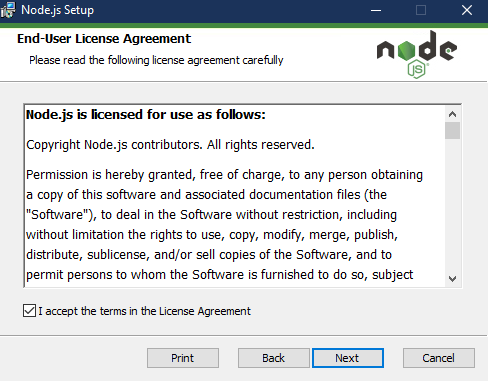 Node.js Setup
End-User License Agreement
Please read the following license agreement carefully
node
JS
Node.js is licensed for use as follows:
Copyright Node.js contributors. All rights reserved.
Permission is hereby granted, free of charge, to any person obtaining
a copy of this software and associated documentation files (the
"Software"), to deal in the Software without restriction, including
without limitation the rights to use, copy, modify, merge, publish,
distribute, sublicense, and/or sell copies of the Software, and to
permit persons to whom the Software is furnished to do so, subject
I accept the terms in the License Agreement
Print
Back
Next
Cancel